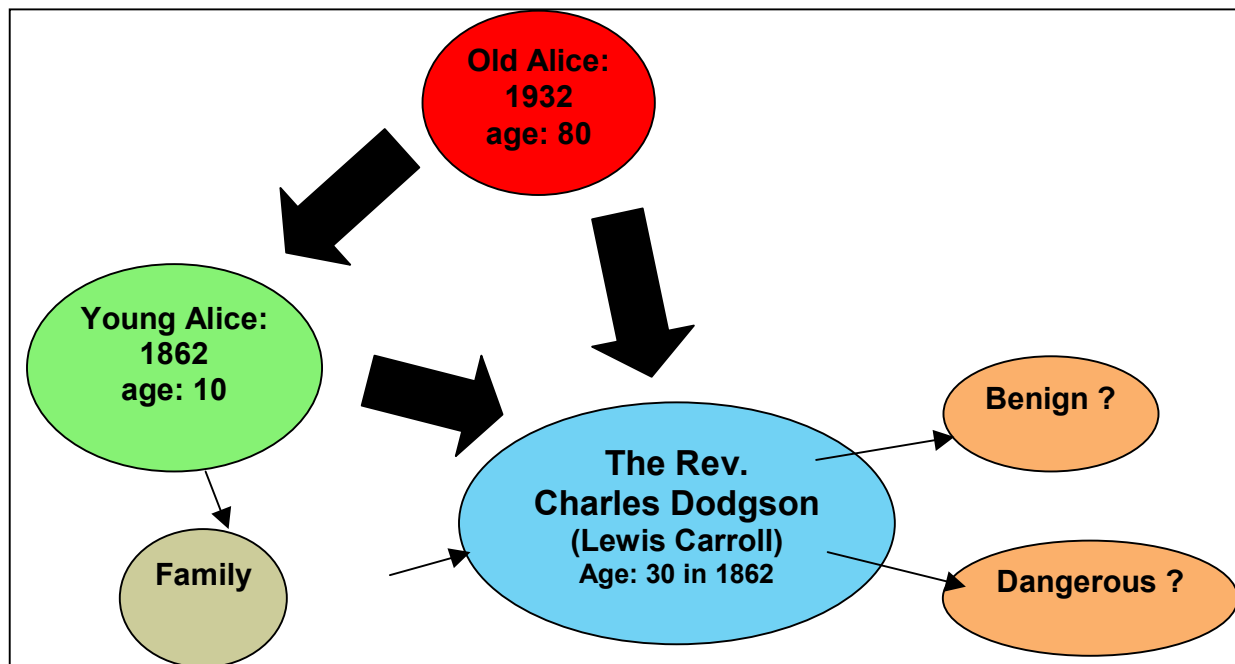 Old Alice:
1932
age: 80
Young Alice:
1862
age: 10
Benign ?
The Rev.
Charles Dodgson
(Lewis Carroll)
Age: 30 in 1862
Family
Dangerous ?